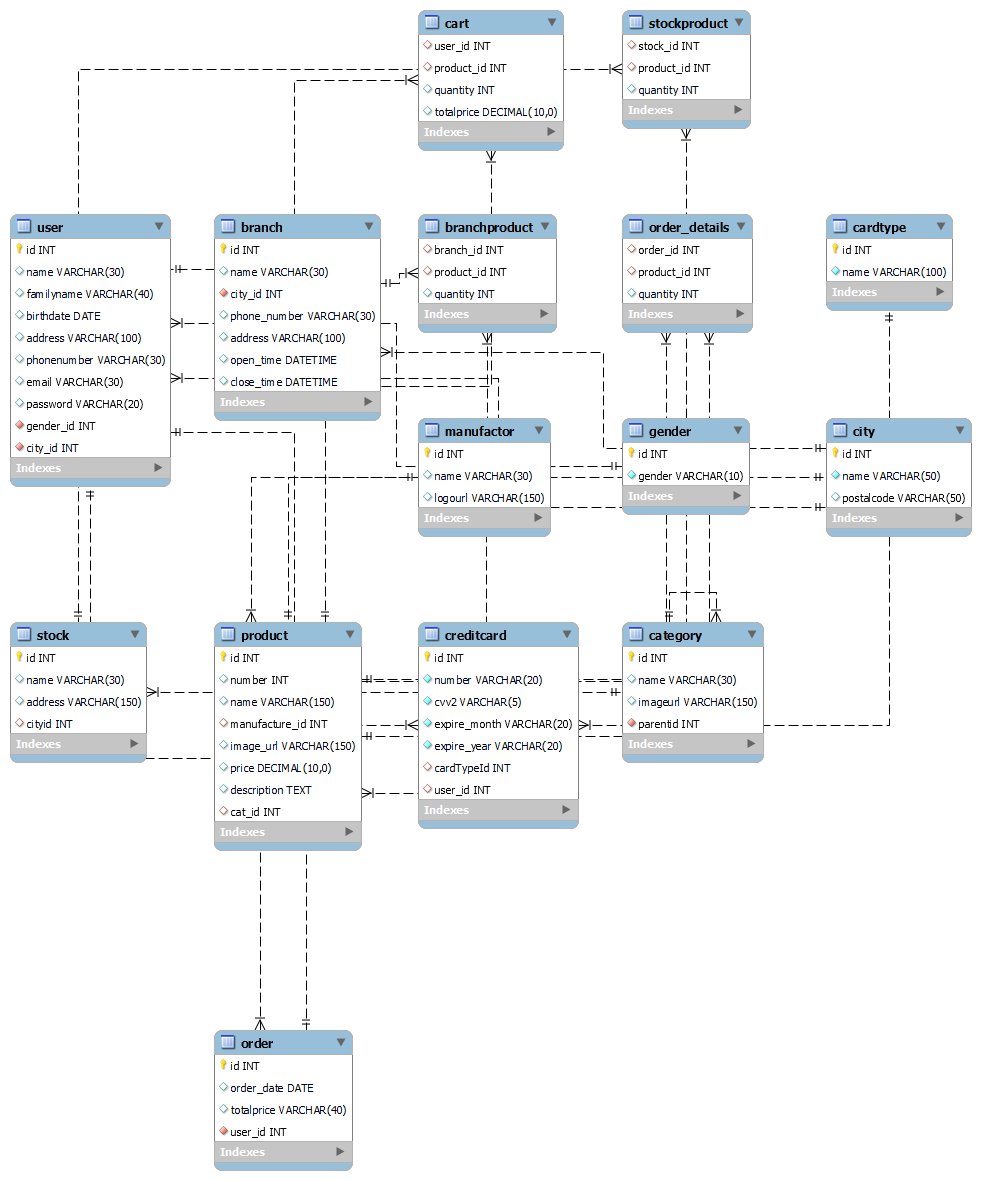 cart
user_id INT
product_id INT
quantity INT
totalprice DECIMAL(10,0)
Indexes
stockproduct
stock_id INT
product_id INT
quantity INT
Indexes
user
id INT
name VARCHAR(30)
familyname VARCHAR(40)
birthdate DATE
address VARCHAR(100)
phonenumber VARCHAR(30)
email VARCHAR(30)
password VARCHAR(20)
gender_id INT
city_id INT
Indexes
branch
id INT
name VARCHAR(30)
city_id INT
phone_number VARCHAR(30)
address VARCHAR(100)
open_time DATETIME
close_time DATETIME
Indexes
branchproduct
branch_id INT
product_id INT
quantity INT
Indexes
order_details
order_id INT
product_id INT
quantity INT
Indexes
cardtype
id INT
name VARCHAR(100)
Indexes
manufactor
id INT
name VARCHAR(30)
logourl VARCHAR(150)
Indexes
gender
id INT
gender VARCHAR(10)
Indexes
city
id INT
name VARCHAR(50)
postalcode VARCHAR(50)
Indexes
stock
id INT
name VARCHAR(30)
address VARCHAR(150)
cityid INT
Indexes
product
id INT
number INT
name VARCHAR(150)
manufacture_id INT
image_url VARCHAR(150)
price DECIMAL(10,0)
description TEXT
cat_id INT
Indexes
creditcard
id INT
number VARCHAR(20)
cvv2 VARCHAR(5)
expire_month VARCHAR(20)
expire_year VARCHAR(20)
cardTypeId INT
user_id INT
Indexes
category
id INT
name VARCHAR(30)
imageurl VARCHAR(150)
parentid INT
Indexes
order
id INT
order_date DATE
totalprice VARCHAR(40)
user_id INT
Indexes